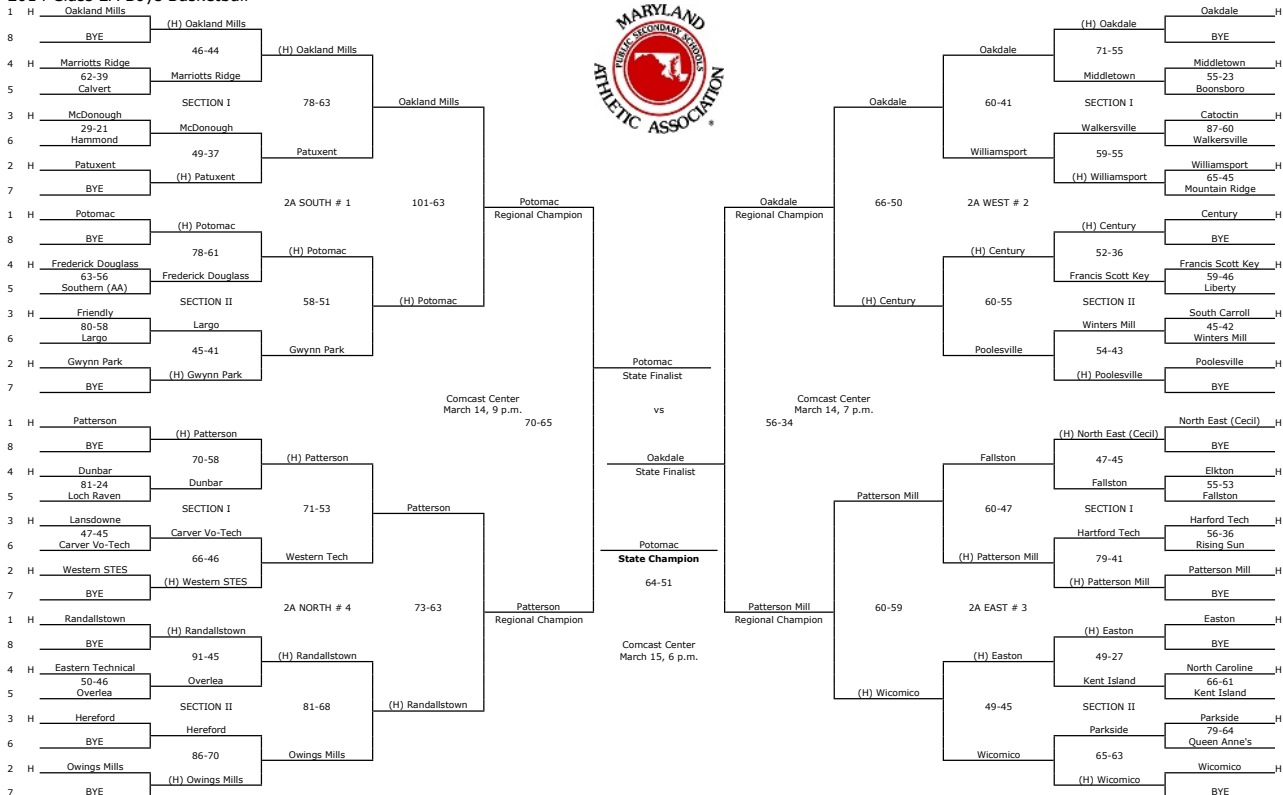 2014 Class 2A Boys Basketball
1 H Oakland Mills
(H) Oakland Mills
8 BYE
46-44
(H) Oakland Mills
4 H Marriotts Ridge
62-39
Marriotts Ridge
5 Calvert
SECTION I
78-63
Oakland Mills
3 H McDonough
29-21
McDonough
6 Hammond
49-37
Patuxent
2 H Patuxent
(H) Patuxent
7 BYE
2A SOUTH # 1
101-63
Potomac
Regional Champion
1 H Potomac
(H) Potomac
8 BYE
78-61
(H) Potomac
4 H Frederick Douglass
63-56
Frederick Douglass
5 Southern (AA)
SECTION II
58-51
(H) Potomac
3 H Friendly
80-58
Largo
6 Largo
45-41
Gwynn Park
2 H Gwynn Park
(H) Gwynn Park
7 BYE
Comcast Center
March 14, 9 p.m.
70-65
1 H Patterson
(H) Patterson
8 BYE
70-58
(H) Patterson
4 H Dunbar
81-24
Dunbar
5 Loch Raven
SECTION I
71-53
Patterson
3 H Lansdowne
47-45
Carver Vo-Tech
6 Carver Vo-Tech
66-46
Western Tech
2 H Western STES
(H) Western STES
7 BYE
2A NORTH # 4
73-63
Patterson
Regional Champion
1 H Randallstown
(H) Randallstown
8 BYE
91-45
(H) Randallstown
4 H Eastern Technical
50-46
Overlea
5 Overlea
SECTION II
81-68
(H) Randallstown
3 H Hereford
Hereford
6 BYE
86-70
Owings Mills
2 H Owings Mills
(H) Owings Mills
7 BYE
MARYLAND
PUBLIC SECONDARY SCHOOLS
ATHLETIC ASSOCIATION
®
Potomac
State Finalist
vs
Oakdale
State Finalist
Potomac
State Champion
64-51
Comcast Center
March 15, 6 p.m.
Oakdale H
(H) Oakdale
BYE
Oakdale
71-55
Middletown H
Middletown
55-23
Boonsboro
Oakdale
60-41
SECTION I
Catoctin H
Walkersville
87-60
Walkersville
Williamsport
59-55
Williamsport H
(H) Williamsport
65-45
Mountain Ridge
Oakdale
Regional Champion
66-50
2A WEST # 2
Century H
(H) Century
BYE
(H) Century
52-36
Francis Scott Key H
Francis Scott Key
59-46
Liberty
(H) Century
60-55
SECTION II
South Carroll H
Winters Mill
45-42
Winters Mill
Poolesville
54-43
Poolesville H
(H) Poolesville
BYE
Comcast Center
March 14, 7 p.m.
56-34
North East (Cecil) H
(H) North East (Cecil)
BYE
Fallston
47-45
Elkton H
Fallston
55-53
Fallston
Patterson Mill
60-47
SECTION I
Harford Tech H
Hartford Tech
56-36
Rising Sun
(H) Patterson Mill
79-41
Patterson Mill H
(H) Patterson Mill
BYE
Patterson Mill
Regional Champion
60-59
2A EAST # 3
Easton H
(H) Easton
BYE
(H) Easton
49-27
North Caroline H
Kent Island
66-61
Kent Island
(H) Wicomico
49-45
SECTION II
Parkside H
Parkside
79-64
Queen Anne's
Wicomico
65-63
Wicomico H
(H) Wicomico
BYE